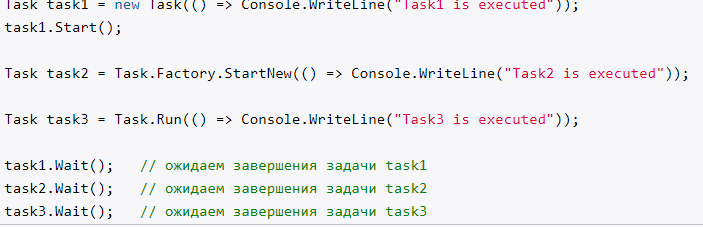 Task task1 = new Task(() => Console.WriteLine("Task1 is executed"));
task1.Start();
Task task2 = Task.Factory.StartNew(() => Console.WriteLine("Task2 is executed"));
Task task3 = Task.Run(() => Console.WriteLine("Task3 is executed"));
task1.Wait();   // ожидаем завершения задачи task1
task2.Wait();   // ожидаем завершения задачи task2
task3.Wait();   // ожидаем завершения задачи task3